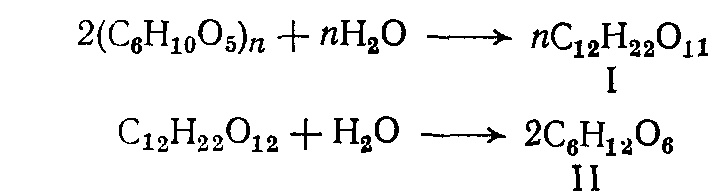 2(C₆H₁₀O₅)ₙ + nH₂O ⟶ nC₁₂H₂₂O₁₁
I
C₁₂H₂₂O₁₂ + H₂O ⟶ 2C₆H₁₂O₆
II